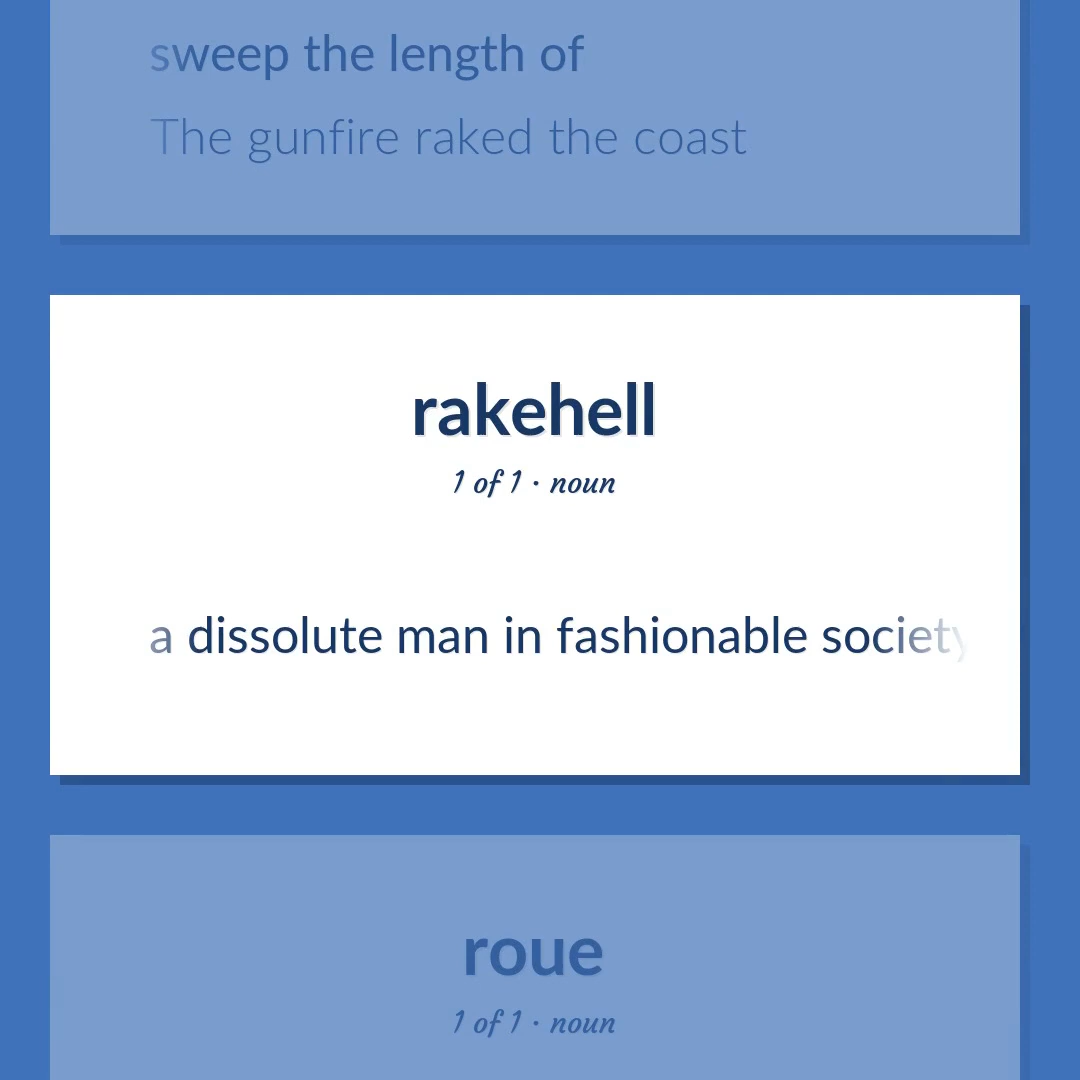 sweep the length of
The gunfire raked the coast
rakehell
1 of 1 · noun
a dissolute man in fashionable society
roue
1 of 1 · noun